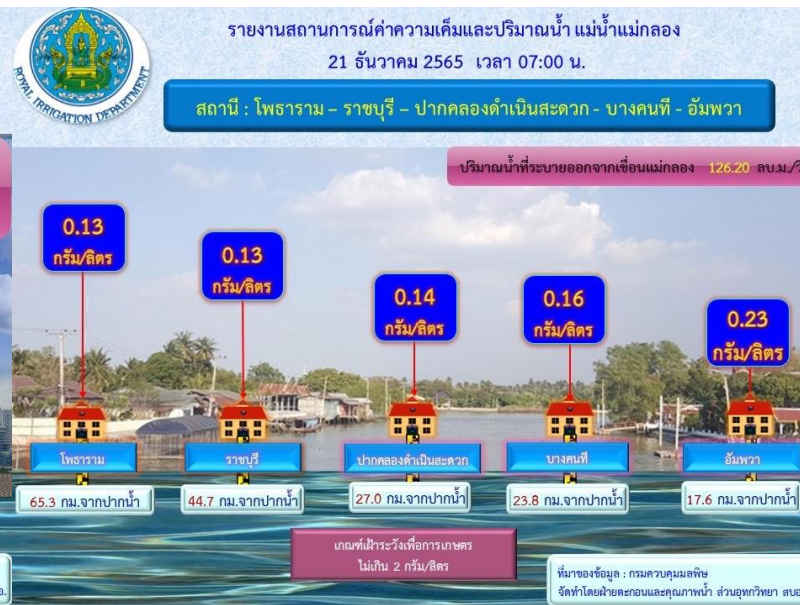 รายงานสถานการณ์ค่าความเค็มและปริมาณน้ำ แม่น้ำแม่กลอง
21 ธันวาคม 2565 เวลา 07:00 น.
ROYAL IRRIGATION DEPARTMENT
สถานี : โพธาราม – ราชบุรี – ปากคลองดำเนินสะดวก - บางคนที - อัมพวา
ปริมาณน้ำที่ระบายออกจากเขื่อนแม่กลอง 126.20 ลบ.ม./
0.13
กรัม/ลิตร
0.13
กรัม/ลิตร
0.14
กรัม/ลิตร
0.16
กรัม/ลิตร
0.23
กรัม/ลิตร
โพธาราม
ราชบุรี
ปากคลองดำเนินสะดวก
บางคนที
อัมพวา
65.3 กม.จากปากน้ำ
44.7 กม.จากปากน้ำ
27.0 กม.จากปากน้ำ
23.8 กม.จากปากน้ำ
17.6 กม.จากปากน้ำ
เกณฑ์เฝ้าระวังเพื่อการเกษตร
ไม่เกิน 2 กรัม/ลิตร
ที่มาของข้อมูล : กรมควบคุมมลพิษ
จัดทำโดยฝ่ายตะกอนและคุณภาพน้ำ ส่วนอุทกวิทยา